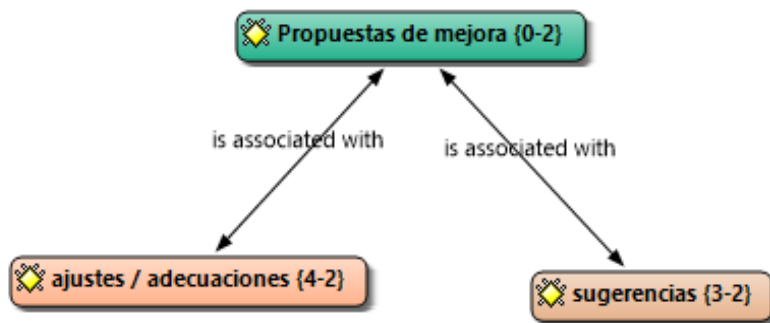 Propuestas de mejora {0-2}
is associated with
is associated with
ajustes / adecuaciones {4-2}
sugerencias {3-2}